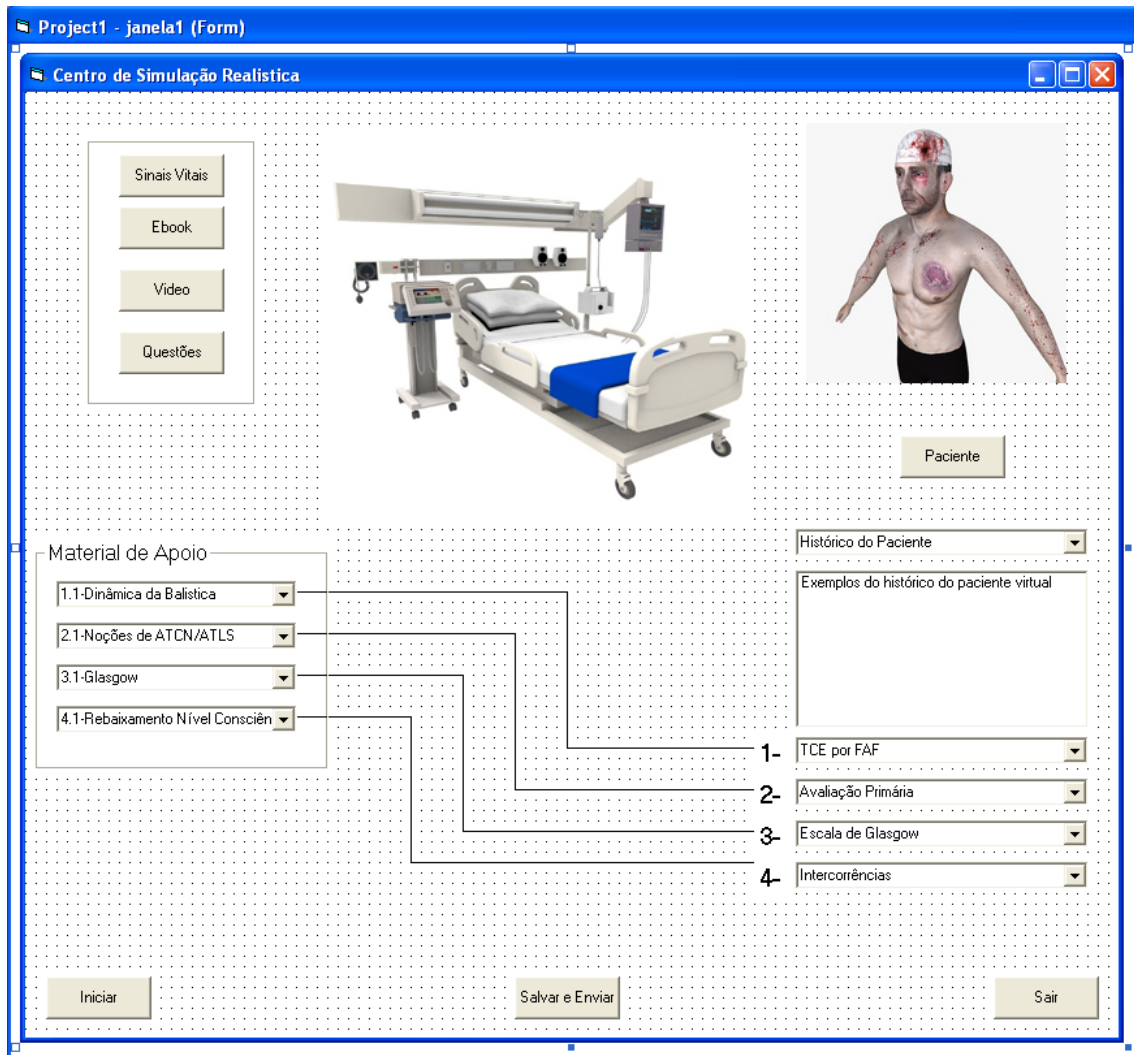 Project1 - janela1 (Form)
Centro de Simulação Realistica
Sinais Vitais
Ebook
Video
Questões
Paciente
Histórico do Paciente
Exemplos do histórico do paciente virtual
Material de Apoio
1.1-Dinâmica da Balistica
2.1-Noções de ATCN/ATLS
3.1-Glasgow
4.1-Rebaixamento Nível Consciên
1- TCE por FAF
2- Avaliação Primária
3- Escala de Glasgow
4- Intercorrências
Iniciar
Salvar e Enviar
Sair